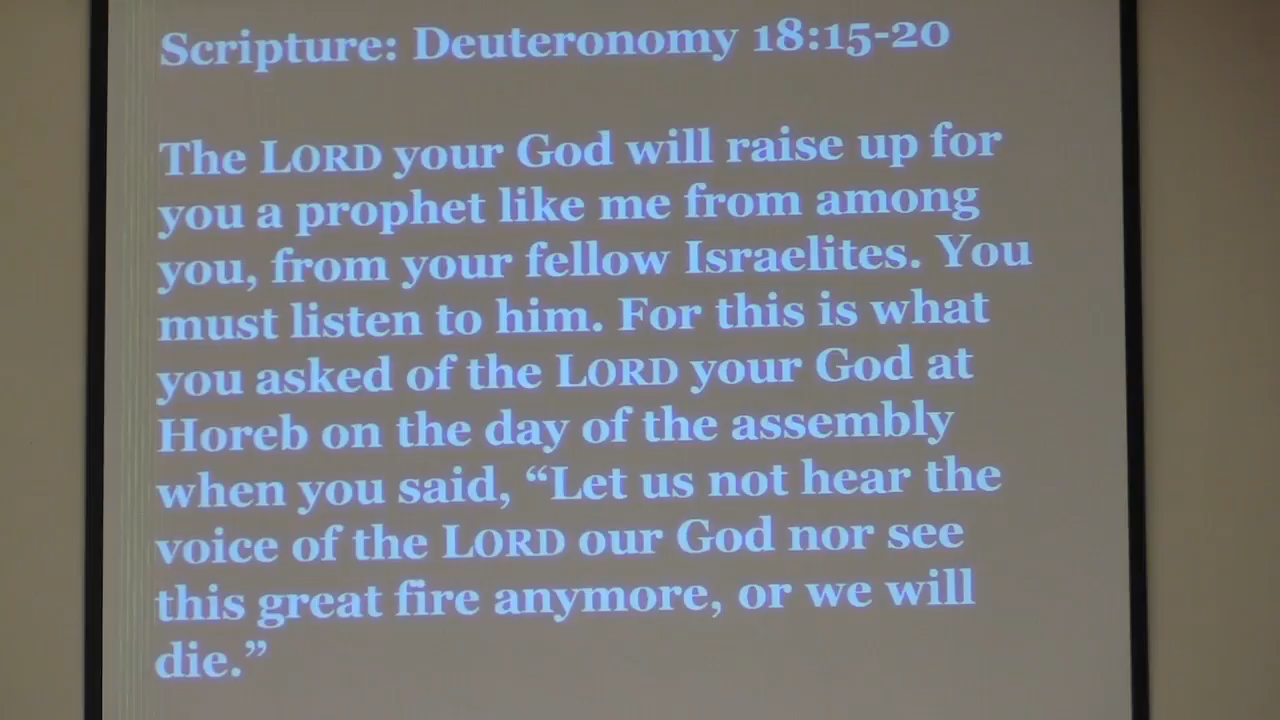 Scripture: Deuteronomy 18:15-20
The LORD your God will raise up for
you a prophet like me from among
you, from your fellow Israelites. You
must listen to him. For this is what
you asked of the LORD your God at
Horeb on the day of the assembly
when you said, “Let us not hear the
voice of the LORD our God nor see
this great fire anymore, or we will
die.”